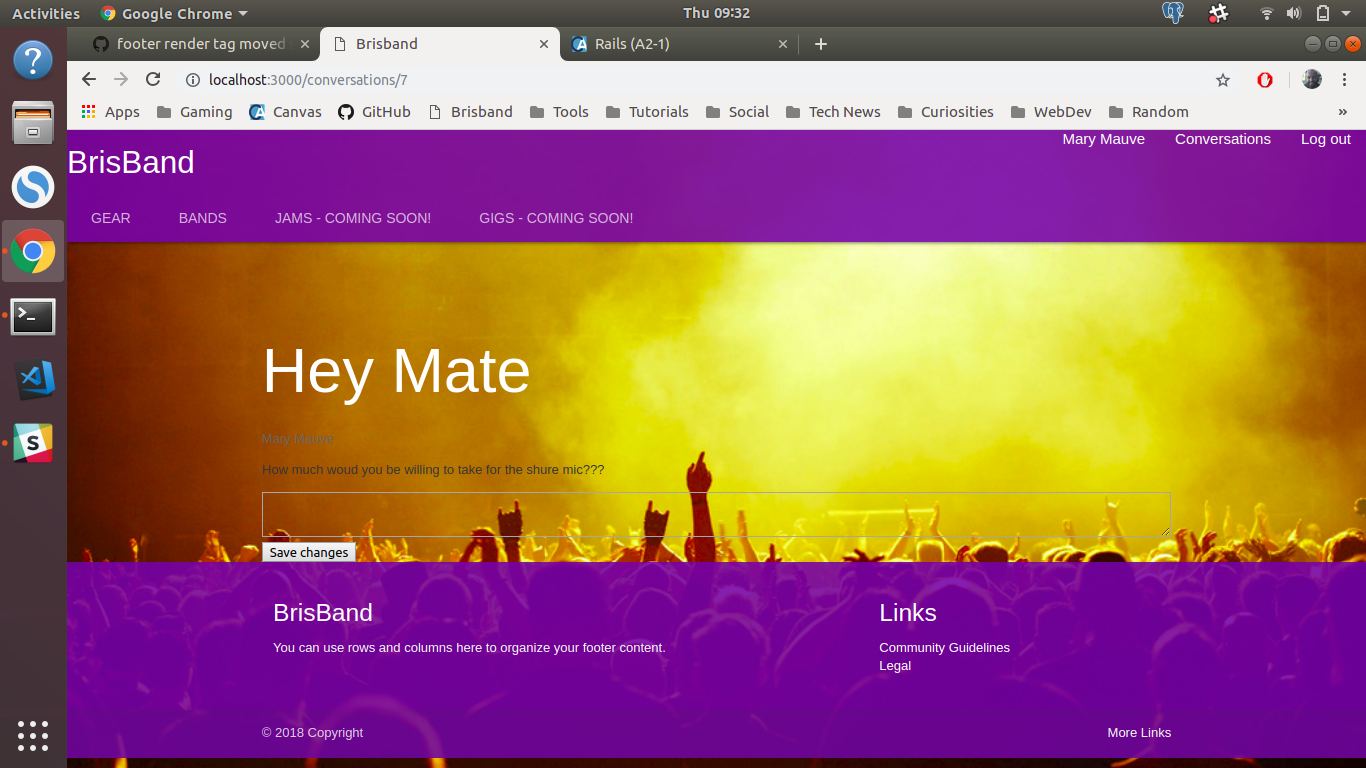 Activities Google Chrome Thu 09:32
footer render tag moved Brisband Rails (A2-1)
localhost:3000/conversations/7
Apps Gaming Canvas GitHub Brisband Tools Tutorials Social Tech News Curiosities WebDev Random »
Mary Mauve Conversations Log out
BrisBand
GEAR BANDS JAMS - COMING SOON! GIGS - COMING SOON!
Hey Mate
Mary Mauve
How much woud you be willing to take for the shure mic???
Save changes
BrisBand Links
You can use rows and columns here to organize your footer content. Community Guidelines
Legal
© 2018 Copyright More Links